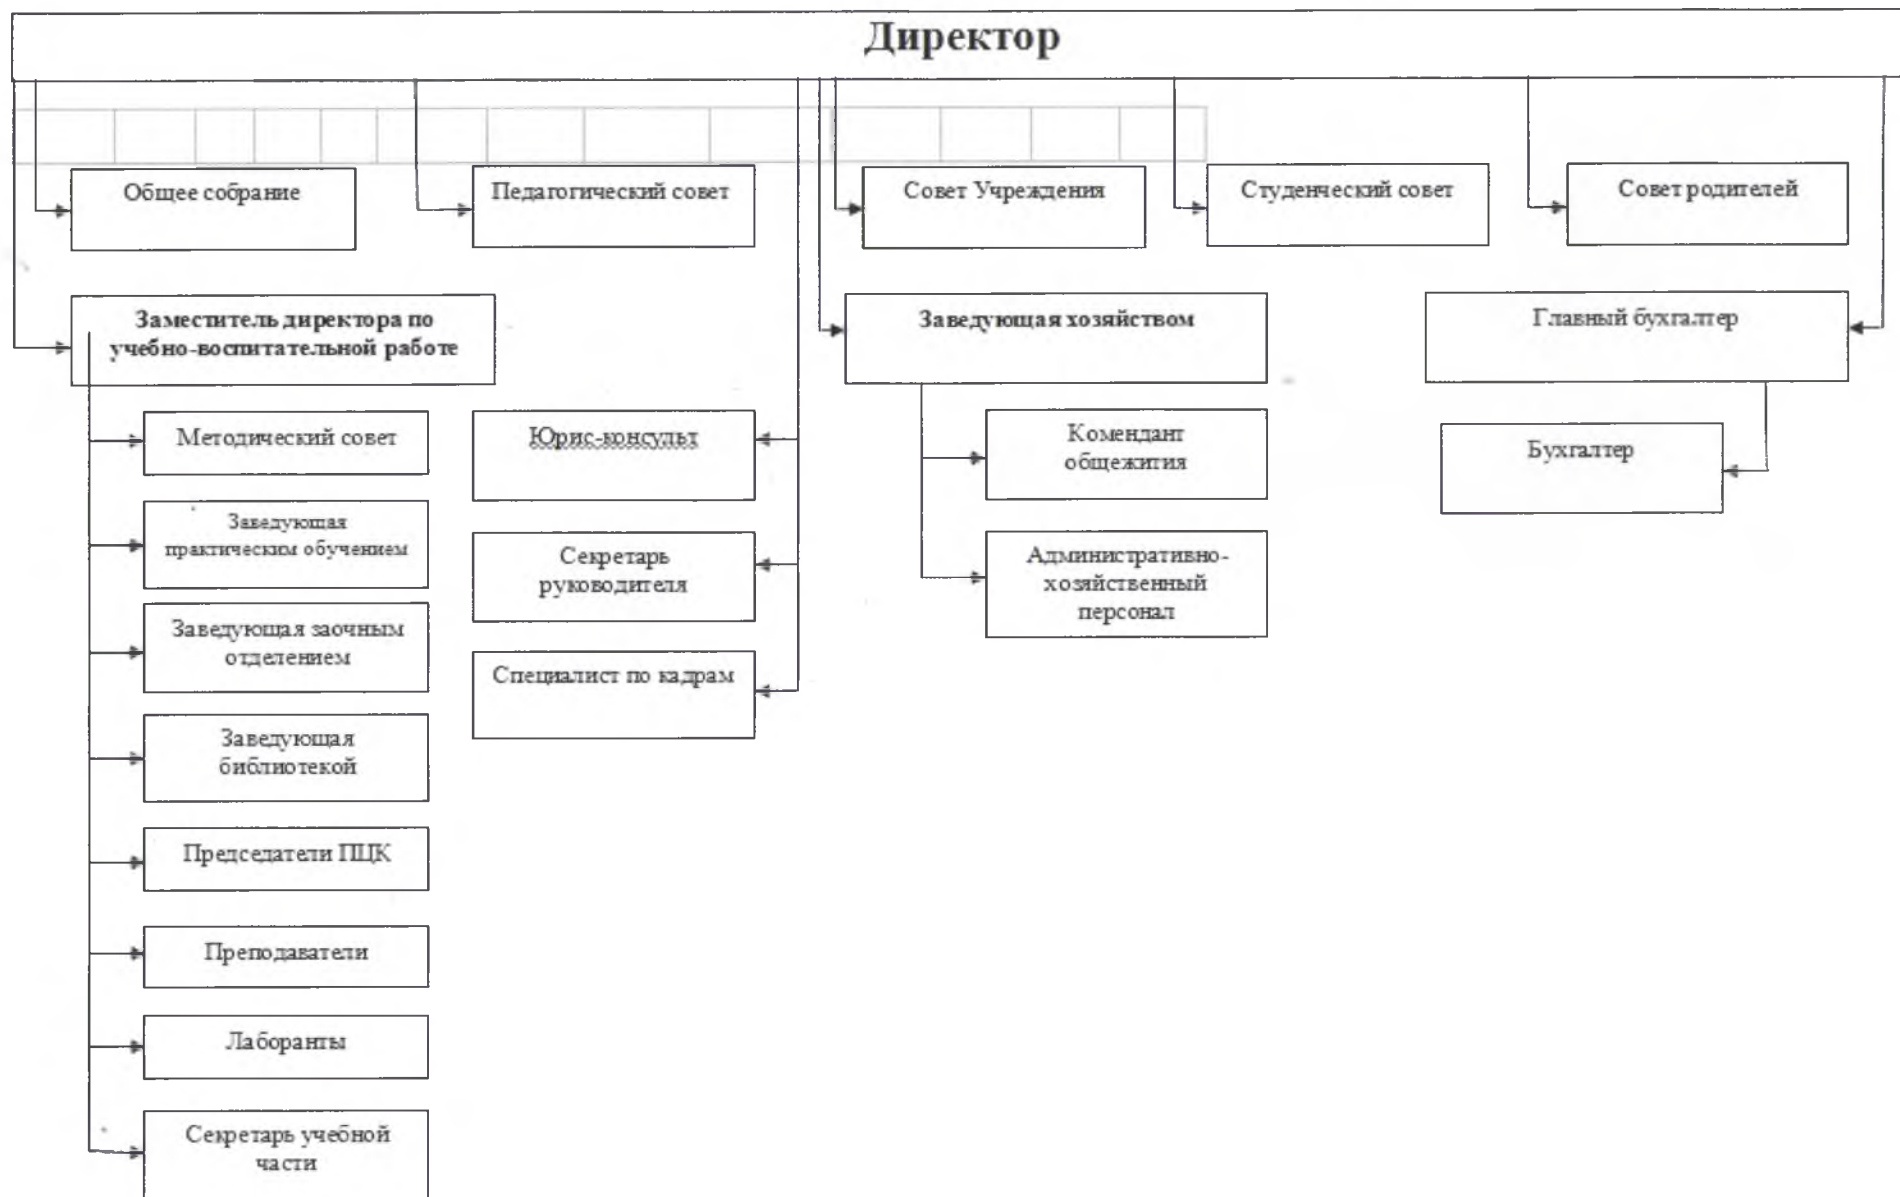 Директор
Общее собрание
Педагогический совет
Совет Учреждения
Студенческий совет
Совет родителей
Заместитель директора по
учебно-воспитательной работе
Заведующая хозяйством
Главный бухгалтер
Методический совет
Юрис-консульт
Комендант
общежития
Бухгалтер
Заведующая
практическим обучением
Секретарь
руководителя
Административно-
хозяйственный
персонал
Заведующая заочным
отделением
Специалист по кадрам
Заведующая
библиотекой
Председатели ПЦК
Преподаватели
Лаборанты
Секретарь учебной
части